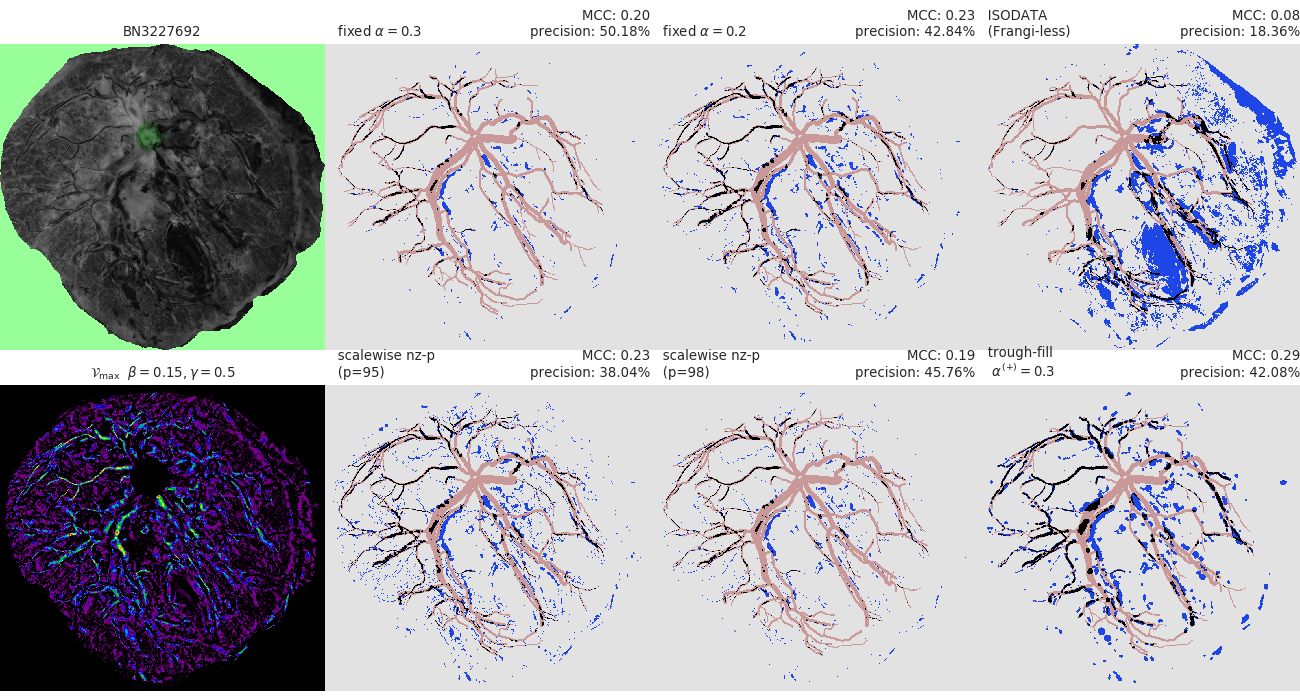 BN3227692
fixed α = 0.3
MCC: 0.20
precision: 50.18%
fixed α = 0.2
MCC: 0.23
precision: 42.84%
ISODATA
(Frangi-less)
MCC: 0.08
precision: 18.36%
𝒱max β = 0.15, γ = 0.5
scalewise nz-p
(p=95)
MCC: 0.23
precision: 38.04%
scalewise nz-p
(p=98)
MCC: 0.19
precision: 45.76%
trough-fill
α(+) = 0.3
MCC: 0.29
precision: 42.08%